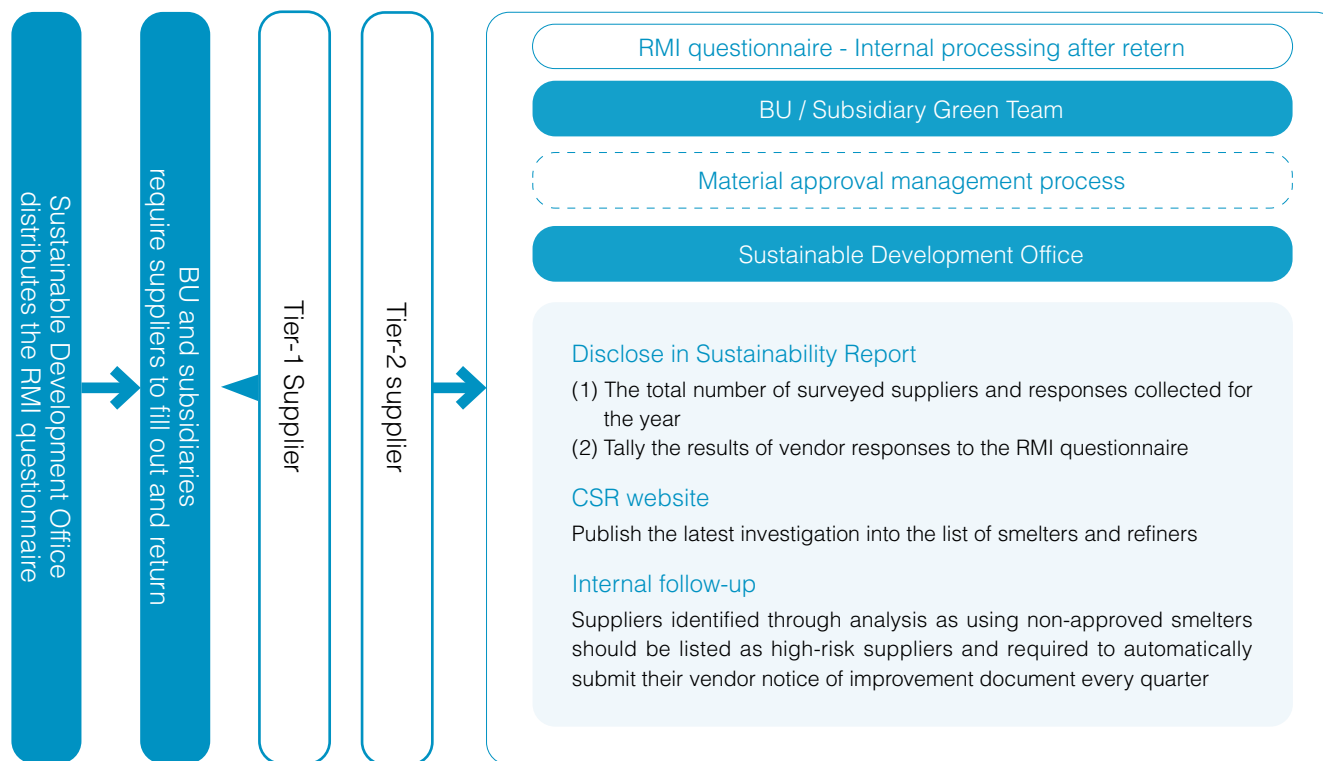 Sustainable Development Office
distributes the RMI questionnaire
BU and subsidiaries
require suppliers to fill out and return
Tier-1 Supplier
Tier-2 supplier
RMI questionnaire - Internal processing after retern
BU / Subsidiary Green Team
Material approval management process
Sustainable Development Office
Disclose in Sustainability Report
(1) The total number of surveyed suppliers and responses collected for
the year
(2) Tally the results of vendor responses to the RMI questionnaire
CSR website
Publish the latest investigation into the list of smelters and refiners
Internal follow-up
Suppliers identified through analysis as using non-approved smelters
should be listed as high-risk suppliers and required to automatically
submit their vendor notice of improvement document every quarter